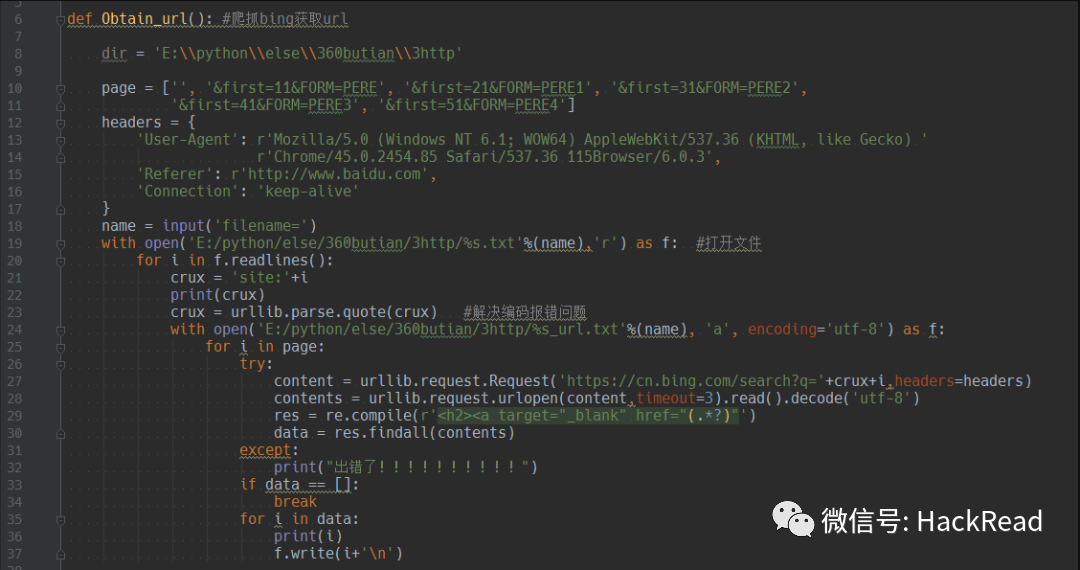 6 def Obtain_url(): #爬抓bing获取url
7
8 dir = 'E:\\python\\else\\360butian\\3http'
9
10 page = ['', '&first=11&FORM=PERE', '&first=21&FORM=PERE1', '&first=31&FORM=PERE2',
11 '&first=41&FORM=PERE3', '&first=51&FORM=PERE4']
12 headers = {
13 'User-Agent': r'Mozilla/5.0 (Windows NT 6.1; WOW64) AppleWebKit/537.36 (KHTML, like Gecko) '
14 r'Chrome/45.0.2454.85 Safari/537.36 115Browser/6.0.3',
15 'Referer': r'http://www.baidu.com',
16 'Connection': 'keep-alive'
17 }
18 name = input('filename=')
19 with open('E:/python/else/360butian/3http/%s.txt'%(name),'r') as f: #打开文件
20 for i in f.readlines():
21 crux = 'site:'+i
22 print(crux)
23 crux = urllib.parse.quote(crux) #解决编码报错问题
24 with open('E:/python/else/360butian/3http/%s_url.txt'%(name), 'a', encoding='utf-8') as f:
25 for i in page:
26 try:
27 content = urllib.request.Request('https://cn.bing.com/search?q='+crux+i,headers=headers)
28 contents = urllib.request.urlopen(content,timeout=3).read().decode('utf-8')
29 res = re.compile(r'<h2><a target="_blank" href="(.*?)"')
30 data = res.findall(contents)
31 except:
32 print("出错了！！！！！！！！！！")
33 if data == []:
34 break
35 for i in data:
36 print(i)
37 f.write(i+'\n')
微信号: HackRead